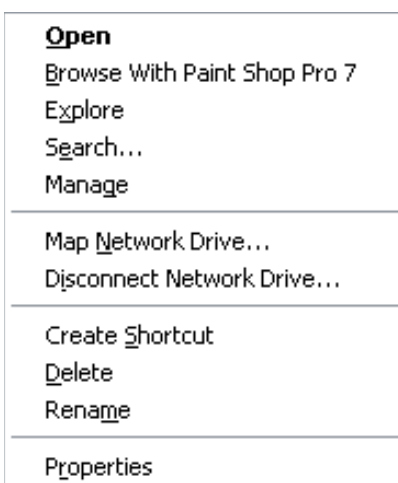 Open
Browse With Paint Shop Pro 7
Explore
Search...
Manage
Map Network Drive...
Disconnect Network Drive...
Create Shortcut
Delete
Rename
Properties